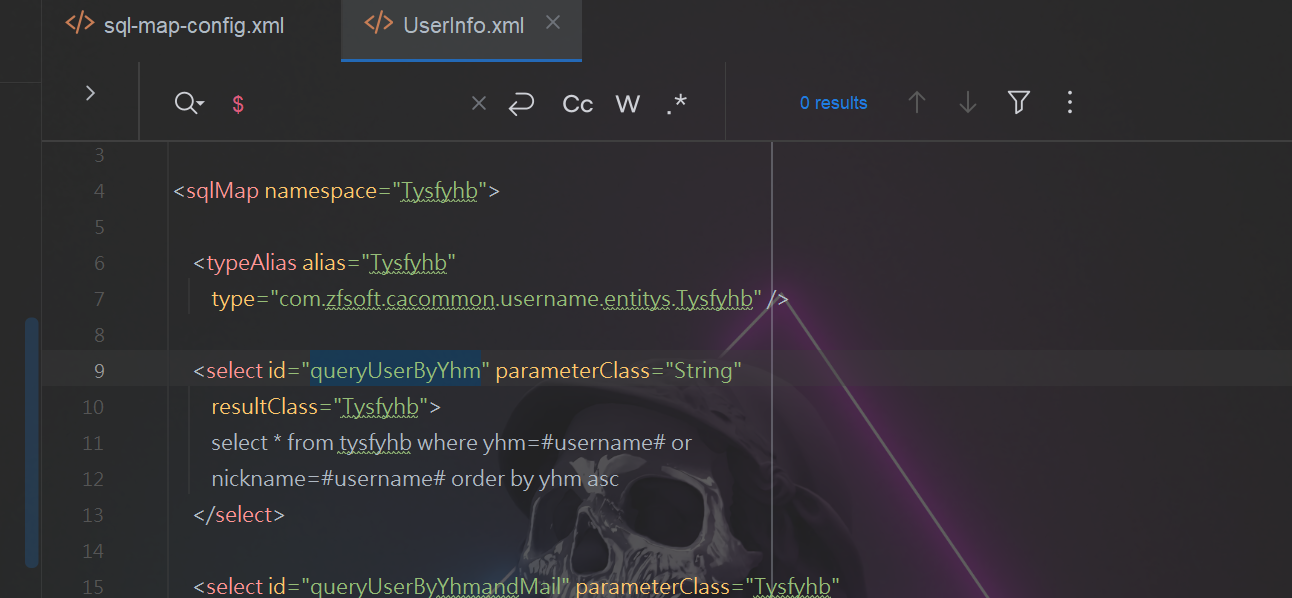 </> sql-map-config.xml </> UserInfo.xml ×
$ Cc W .* 0 results
3
4 <sqlMap namespace="Tysfyhb">
5
6 <typeAlias alias="Tysfyhb"
7 type="com.zfsoft.cacommon.username.entitys.Tysfyhb" />
8
9 <select id="queryUserByYhm" parameterClass="String"
10 resultClass="Tysfyhb">
11 select * from tysfyhb where yhm=#username# or
12 nickname=#username# order by yhm asc
13 </select>
14
15 <select id="queryUserByYhmandMail" parameterClass="Tysfyhb"